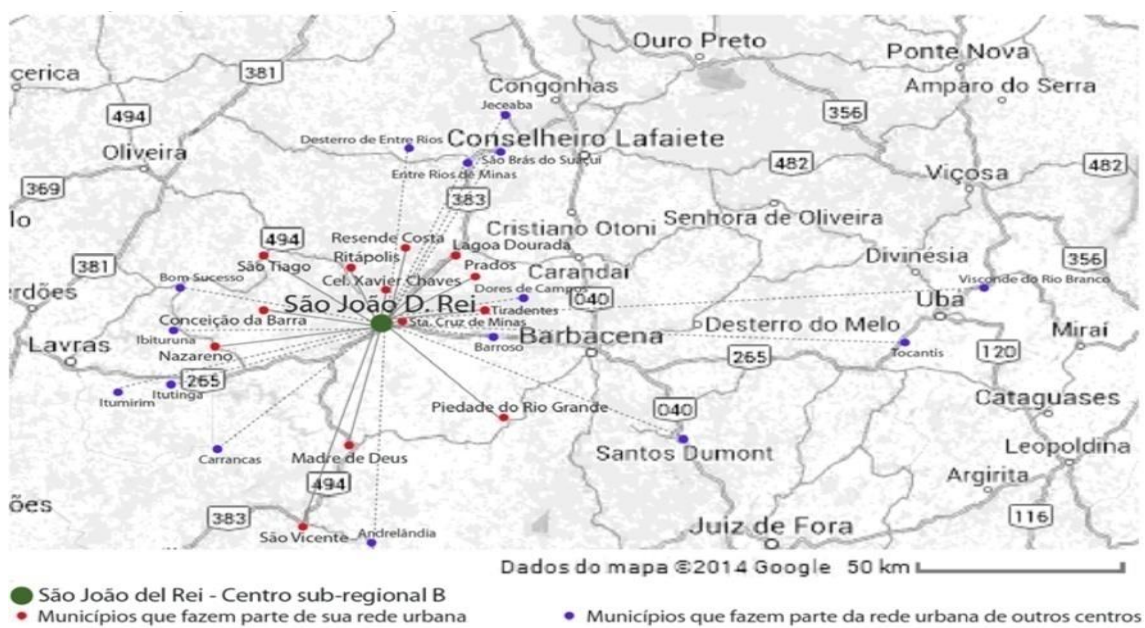 Ouro Preto
Ponte Nova
cerica
381
Congonhas
Amparo do Serra
Jeceaba
494
356
Desterro de Entre Rios
Conselheiro Lafaiete
Oliveira
São Brás do Suaçui
482
482
Entre Rios de Minas
Viçosa
369
383
lo
Senhora de Oliveira
Cristiano Otoni
494
Resende Costa
Lagoa Dourada
Ritápolis
São Tiago
Prados
Divinésia
356
381
Carandaí
Bom Sucesso
Cel. Xavier Chaves
Dores de Campos
Visconde do Rio Branco
rdões
São João D. Rei
040
Ubá
Tiradentes
Conceição da Barra
Sta. Cruz de Minas
Desterro do Melo
Barbacena
Miraí
Ibituruna
Lavras
Nazareno
Barroso
Tocantis
265
120
265
Itutinga
Itumirim
Piedade do Rio Grande
040
Cataguases
Leopoldina
Carrancas
Madre de Deus
Santos Dumont
Argirita
494
ões
383
116
São Vicente
Andrelàndia
Juiz de Fora
Dados do mapa ©2014 Google 50 km
São João del Rei - Centro sub-regional B
Municípios que fazem parte de sua rede urbana
Municípios que fazem parte da rede urbana de outros centros